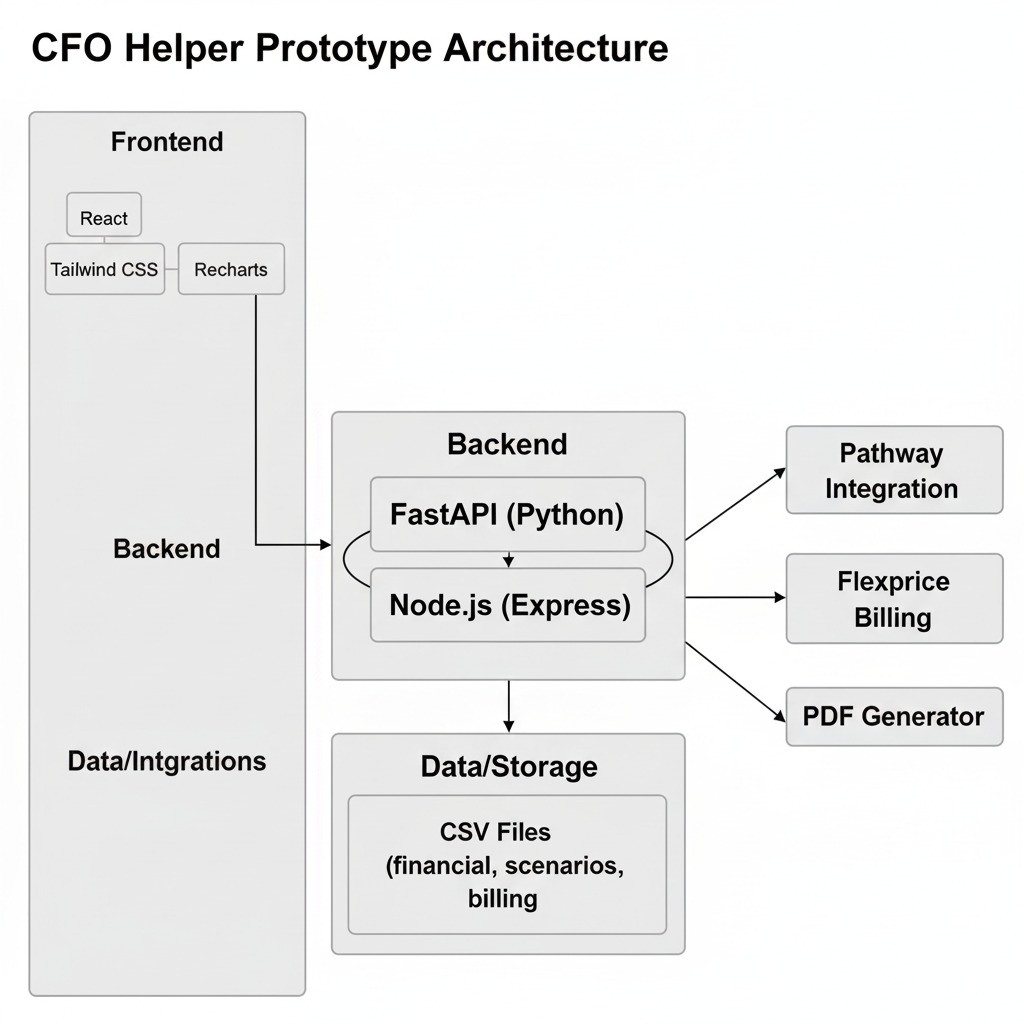 CFO Helper Prototype Architecture
Frontend
React
Tailwind CSS
Recharts
Backend
Data/Intgrations
Backend
FastAPI (Python)
Node.js (Express)
Data/Storage
CSV Files
(financial, scenarios,
billing
Pathway
Integration
Flexprice
Billing
PDF Generator